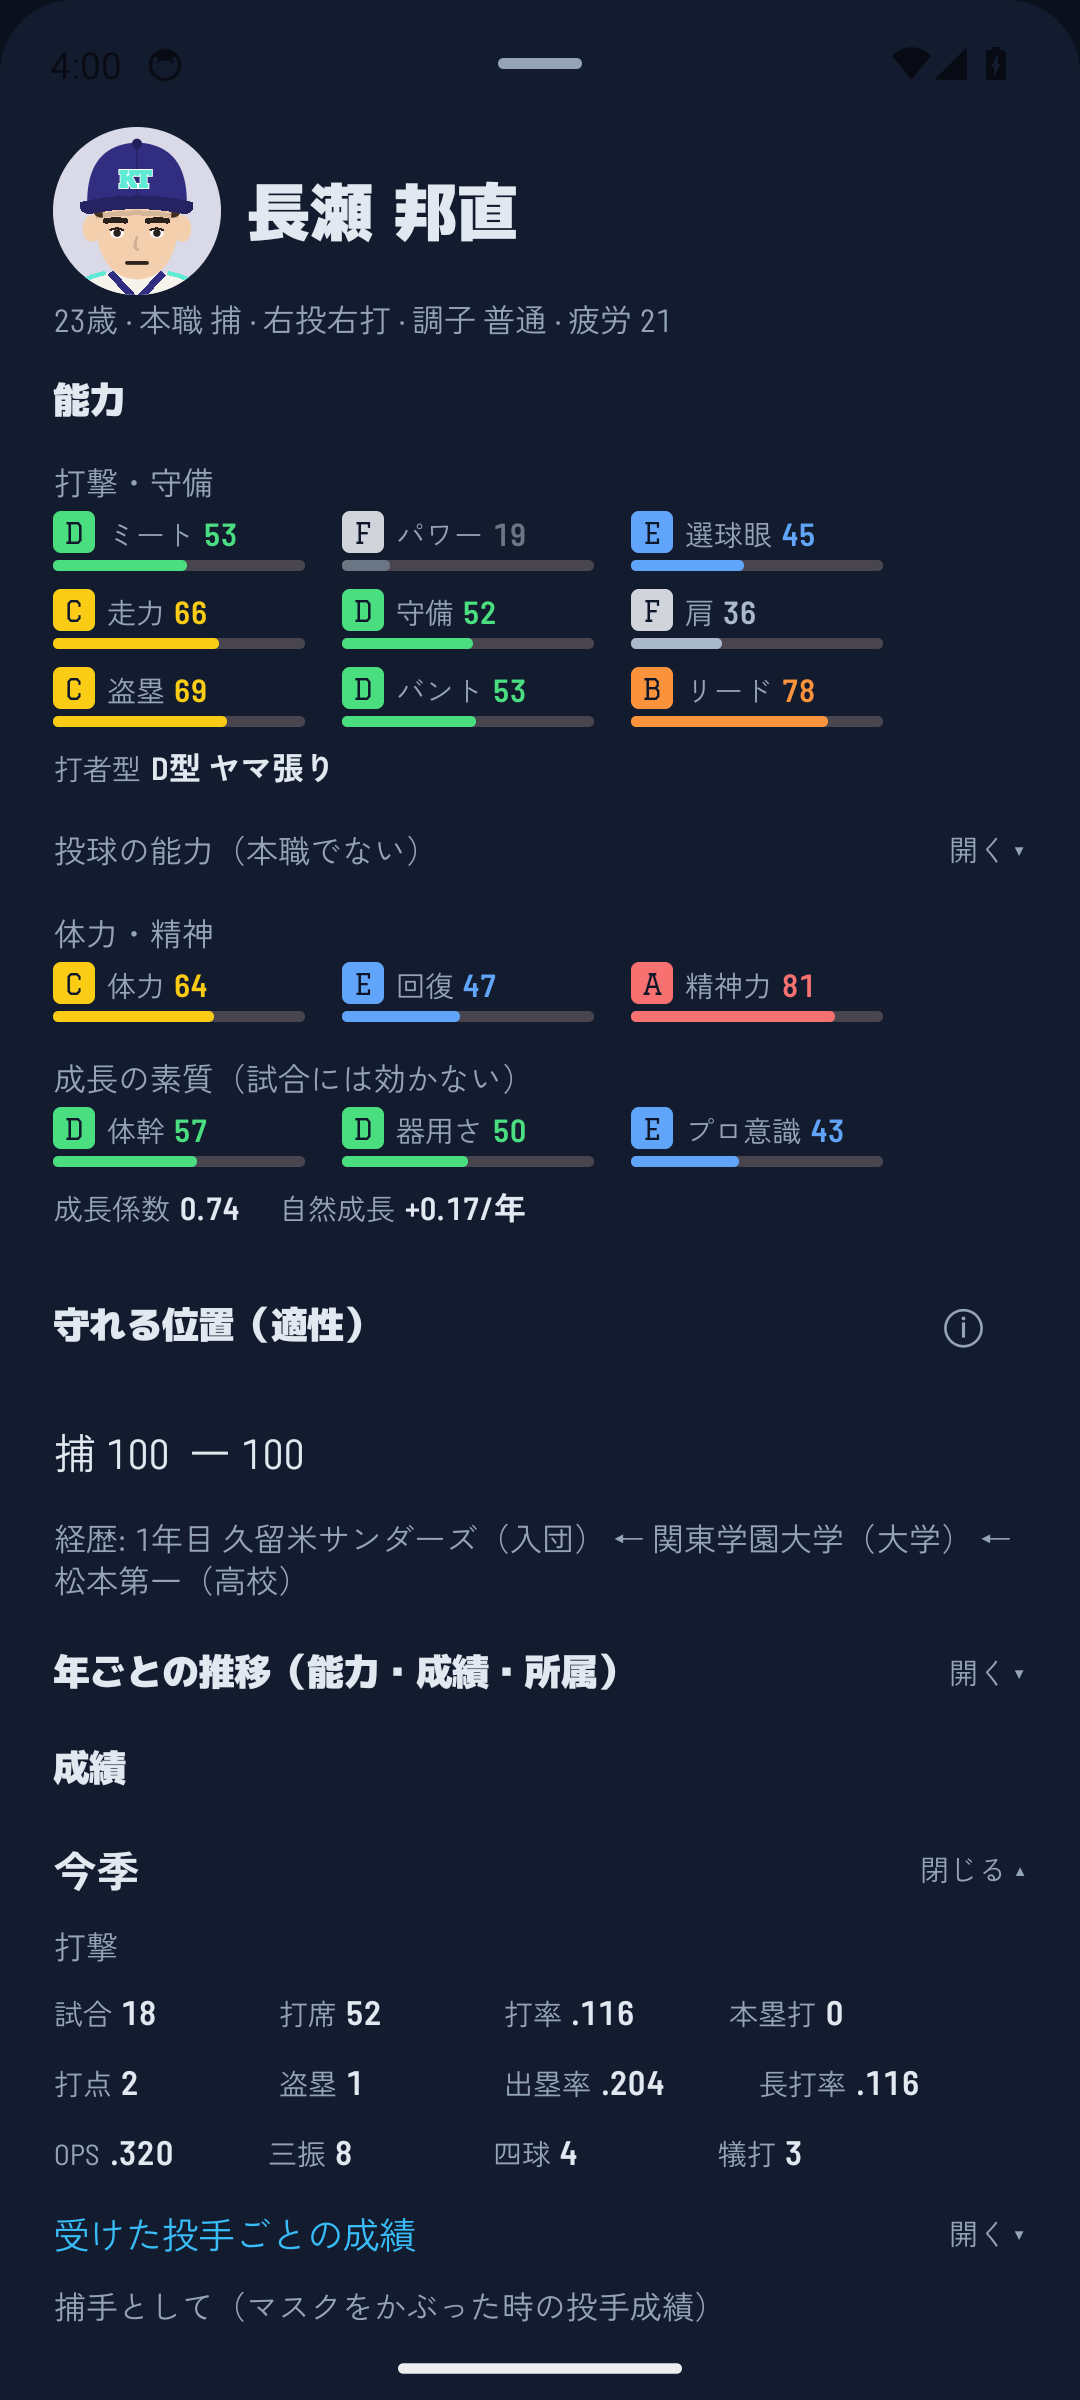 4:00
KT
長瀬 邦直
23歳 · 本職 捕 · 右投右打 · 調子 普通 · 疲労 21
能力
打撃・守備
D ミート 53 F パワー 19 E 選球眼 45
C 走力 66 D 守備 52 F 肩 36
C 盗塁 69 D バント 53 B リード 78
打者型 D型 ヤマ張り
投球の能力（本職でない） 開く ▾
体力・精神
C 体力 64 E 回復 47 A 精神力 81
成長の素質（試合には効かない）
D 体幹 57 D 器用さ 50 E プロ意識 43
成長係数 0.74 自然成長 +0.17/年
守れる位置（適性）
捕 100 一 100
経歴: 1年目 久留米サンダーズ（入団） ← 関東学園大学（大学） ←
松本第一（高校）
年ごとの推移（能力・成績・所属） 開く ▾
成績
今季 閉じる ▴
打撃
試合 18 打席 52 打率 .116 本塁打 0
打点 2 盗塁 1 出塁率 .204 長打率 .116
OPS .320 三振 8 四球 4 犠打 3
受けた投手ごとの成績 開く ▾
捕手として（マスクをかぶった時の投手成績）